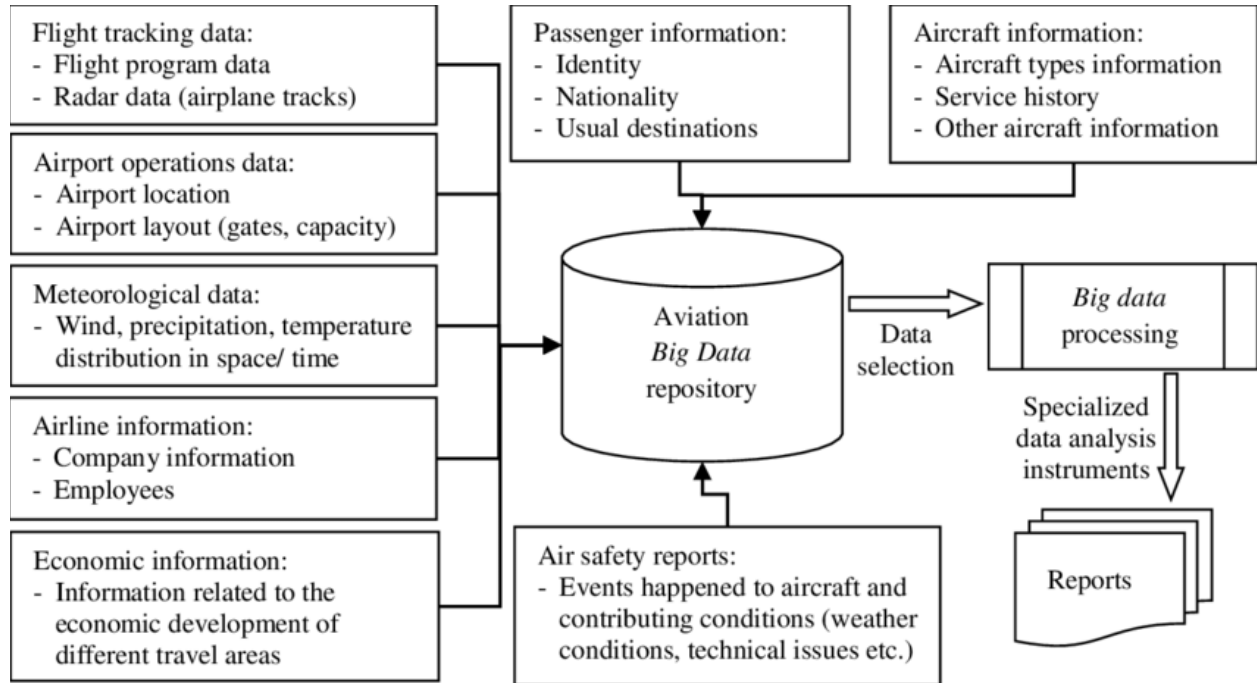 Flight tracking data:
- Flight program data
- Radar data (airplane tracks)
Airport operations data:
- Airport location
- Airport layout (gates, capacity)
Meteorological data:
- Wind, precipitation, temperature
distribution in space/ time
Airline information:
- Company information
- Employees
Economic information:
- Information related to the
economic development of
different travel areas
Passenger information:
- Identity
- Nationality
- Usual destinations
Aircraft information:
- Aircraft types information
- Service history
- Other aircraft information
Aviation
Big Data
repository
Data
selection
Big data
processing
Specialized
data analysis
instruments
Reports
Air safety reports:
- Events happened to aircraft and
contributing conditions (weather
conditions, technical issues etc.)